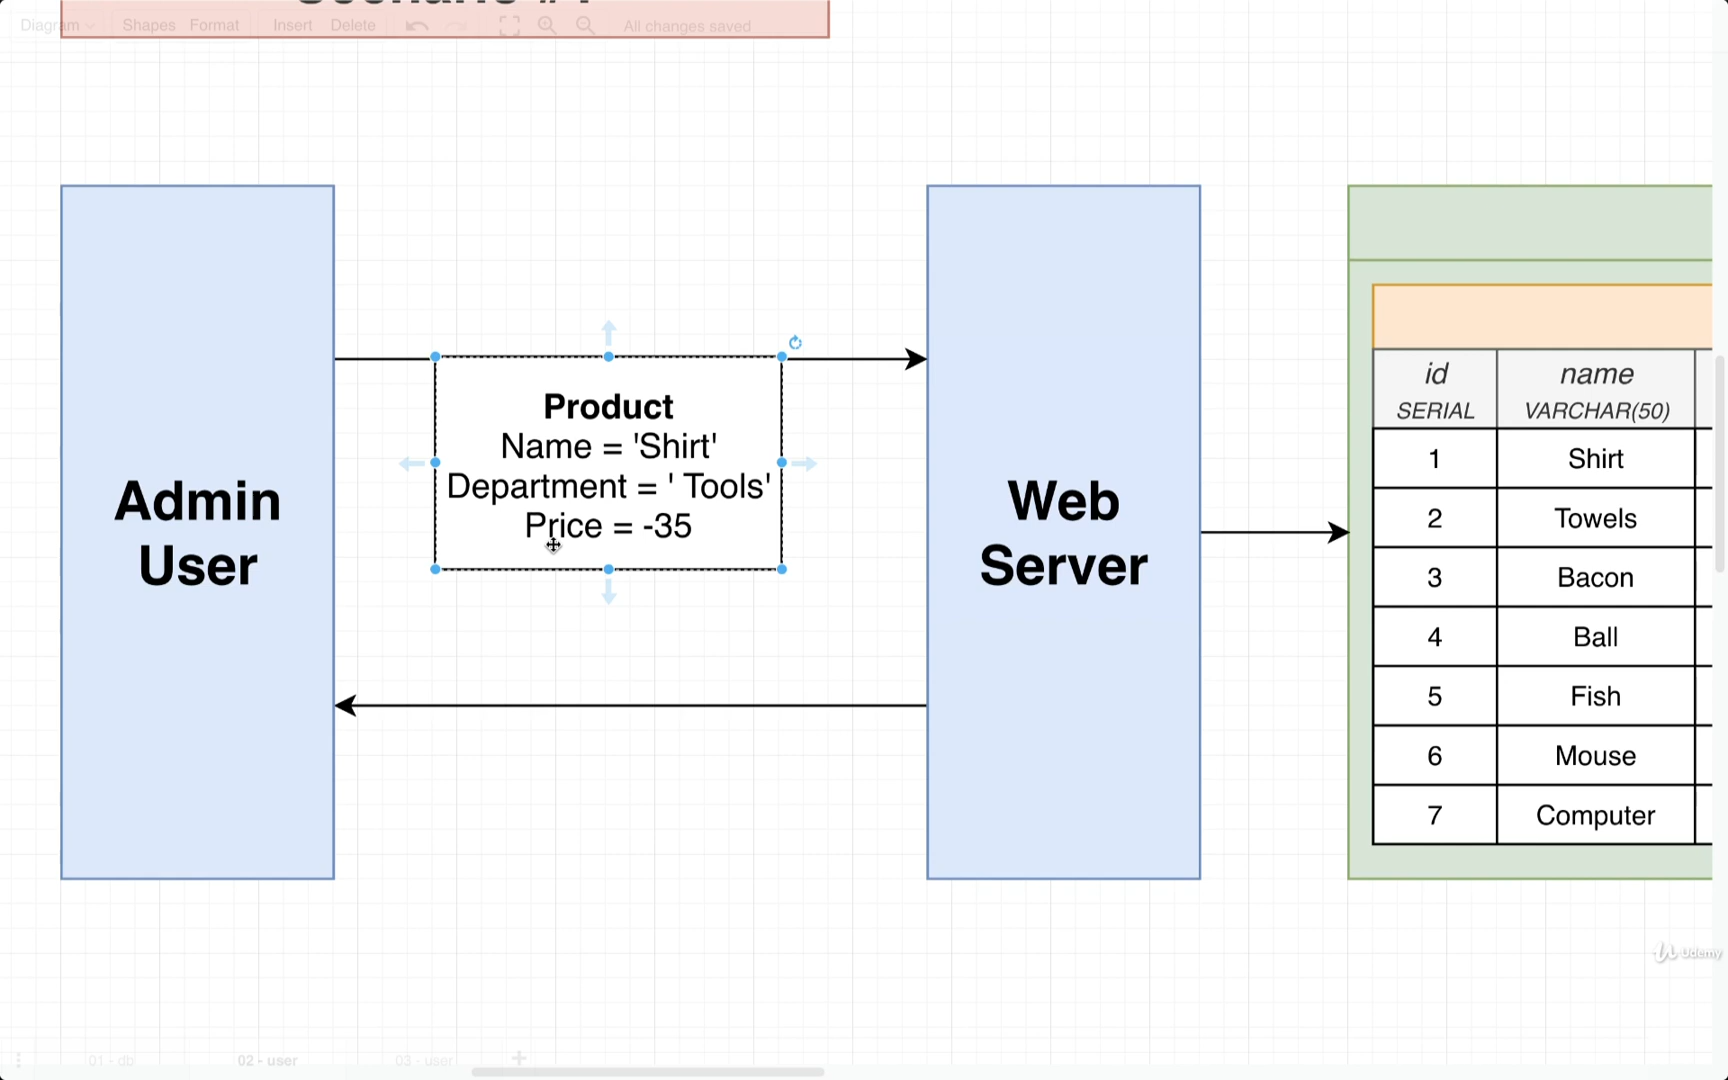 Diagram
Shapes
Format
Insert
Delete
All changes saved
Admin
User
Product
Name = 'Shirt'
Department = ' Tools'
Price = -35
Web
Server
id
SERIAL
name
VARCHAR(50)
1
Shirt
2
Towels
3
Bacon
4
Ball
5
Fish
6
Mouse
7
Computer
Udemy
01 - db
02 - user
03 - user